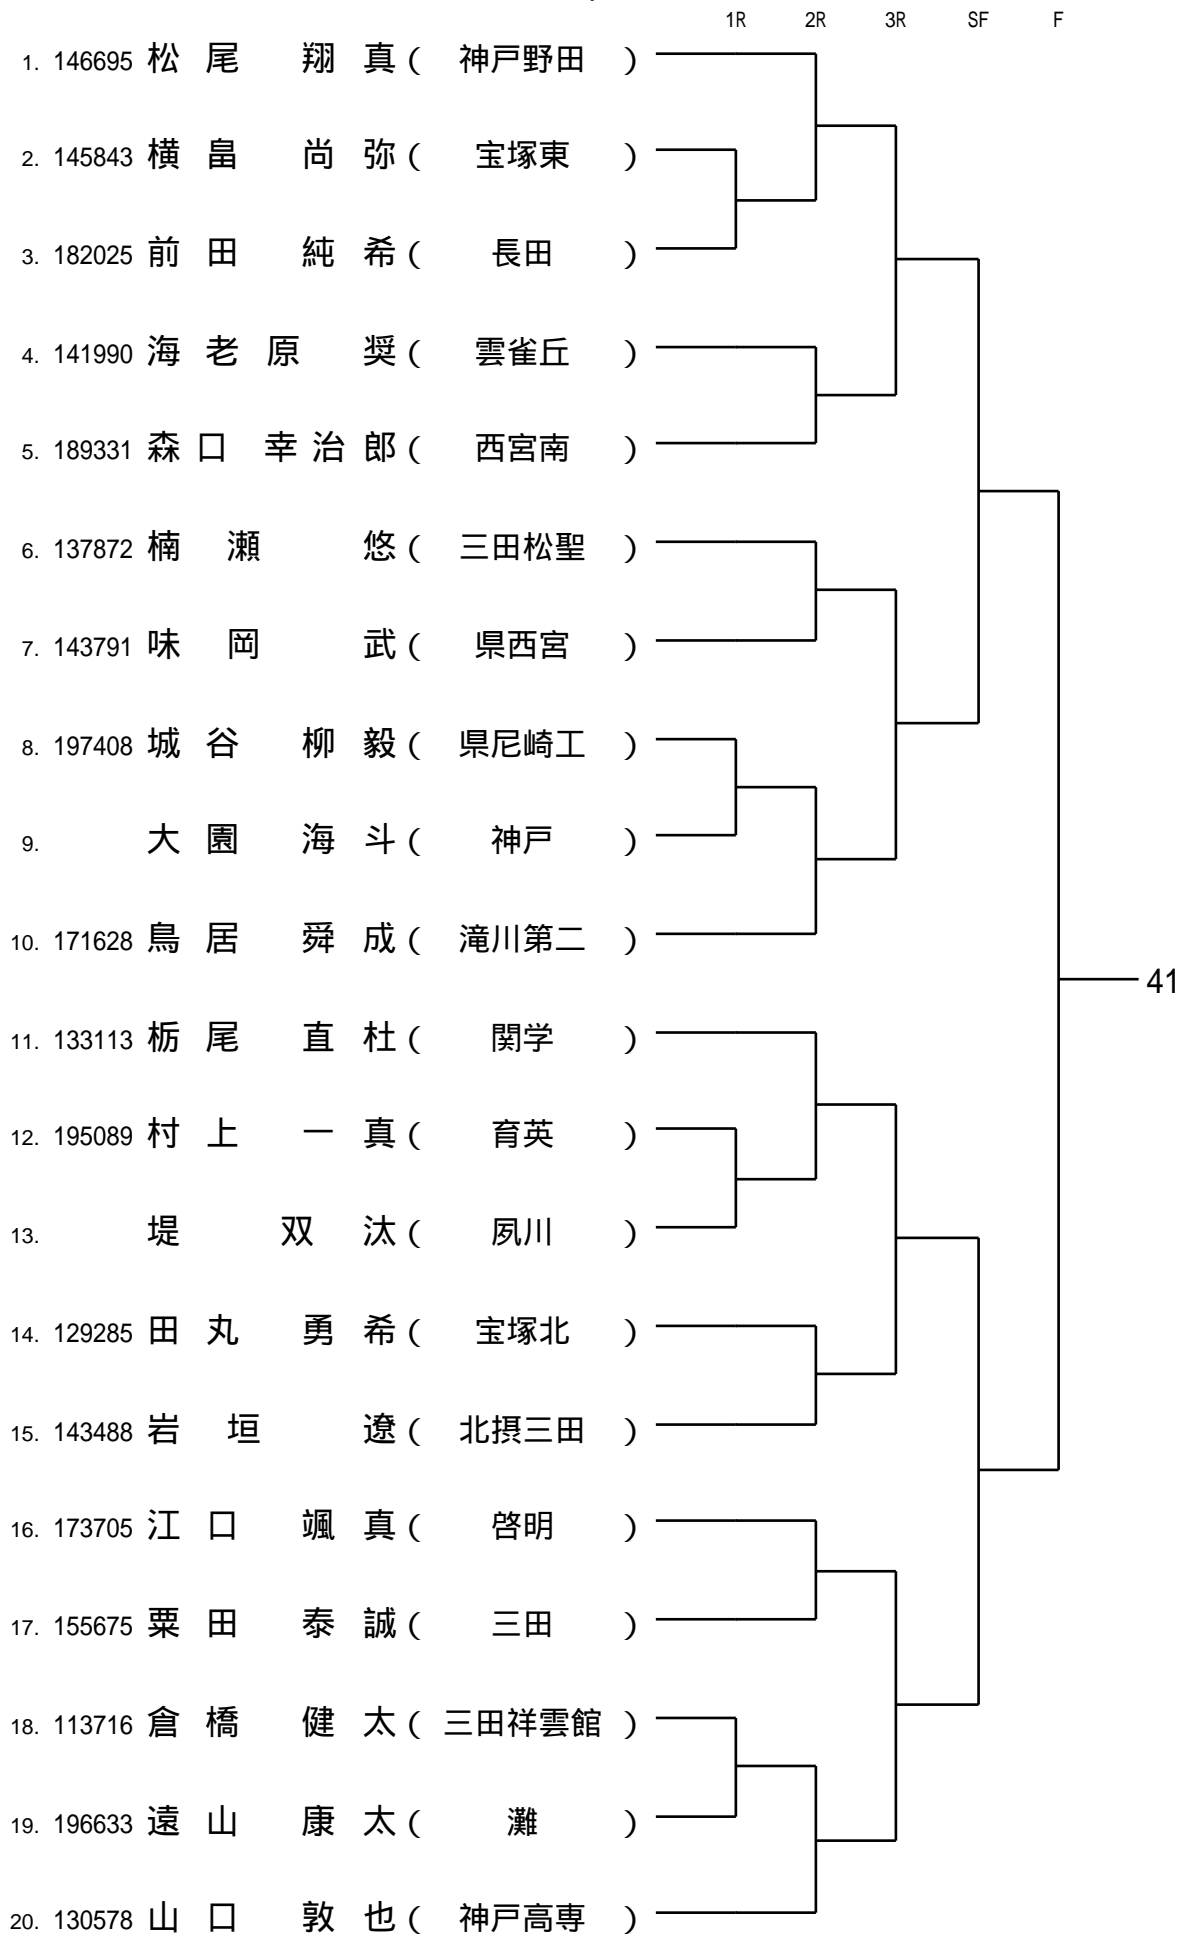 1R 2R 3R SF F
1. 146695 松尾 翔真 ( 神戸野田 )
2. 145843 横畠 尚弥 ( 宝塚東 )
3. 182025 前田 純希 ( 長田 )
4. 141990 海老原 奨 ( 雲雀丘 )
5. 189331 森口 幸治郎 ( 西宮南 )
6. 137872 楠瀬 悠 ( 三田松聖 )
7. 143791 味岡 武 ( 県西宮 )
8. 197408 城谷 柳毅 ( 県尼崎工 )
9. 大園 海斗 ( 神戸 )
10. 171628 鳥居 舜成 ( 滝川第二 )
41
11. 133113 栃尾 直杜 ( 関学 )
12. 195089 村上 一真 ( 育英 )
13. 堤 双汰 ( 夙川 )
14. 129285 田丸 勇希 ( 宝塚北 )
15. 143488 岩垣 遼 ( 北摂三田 )
16. 173705 江口 颯真 ( 啓明 )
17. 155675 粟田 泰誠 ( 三田 )
18. 113716 倉橋 健太 ( 三田祥雲館 )
19. 196633 遠山 康太 ( 灘 )
20. 130578 山口 敦也 ( 神戸高専 )